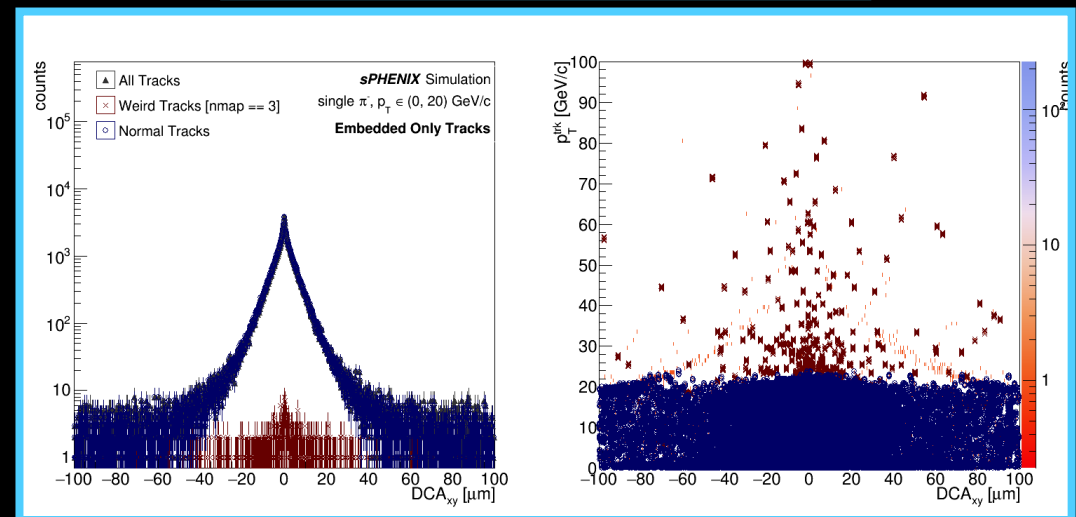 counts
All Tracks
Weird Tracks [nmap == 3]
Normal Tracks
sPHENIX Simulation
single π⁻, p_T ∈ (0, 20) GeV/c
Embedded Only Tracks
10⁵
10⁴
10³
10²
10
1
−100 −80 −60 −40 −20 0 20 40 60 80 100
DCA_xy [μm]
p_T^trk [GeV/c]
100
90
80
70
60
50
40
30
20
10
0
−100 −80 −60 −40 −20 0 20 40 60 80 100
DCA_xy [μm]
counts
10²
10
1